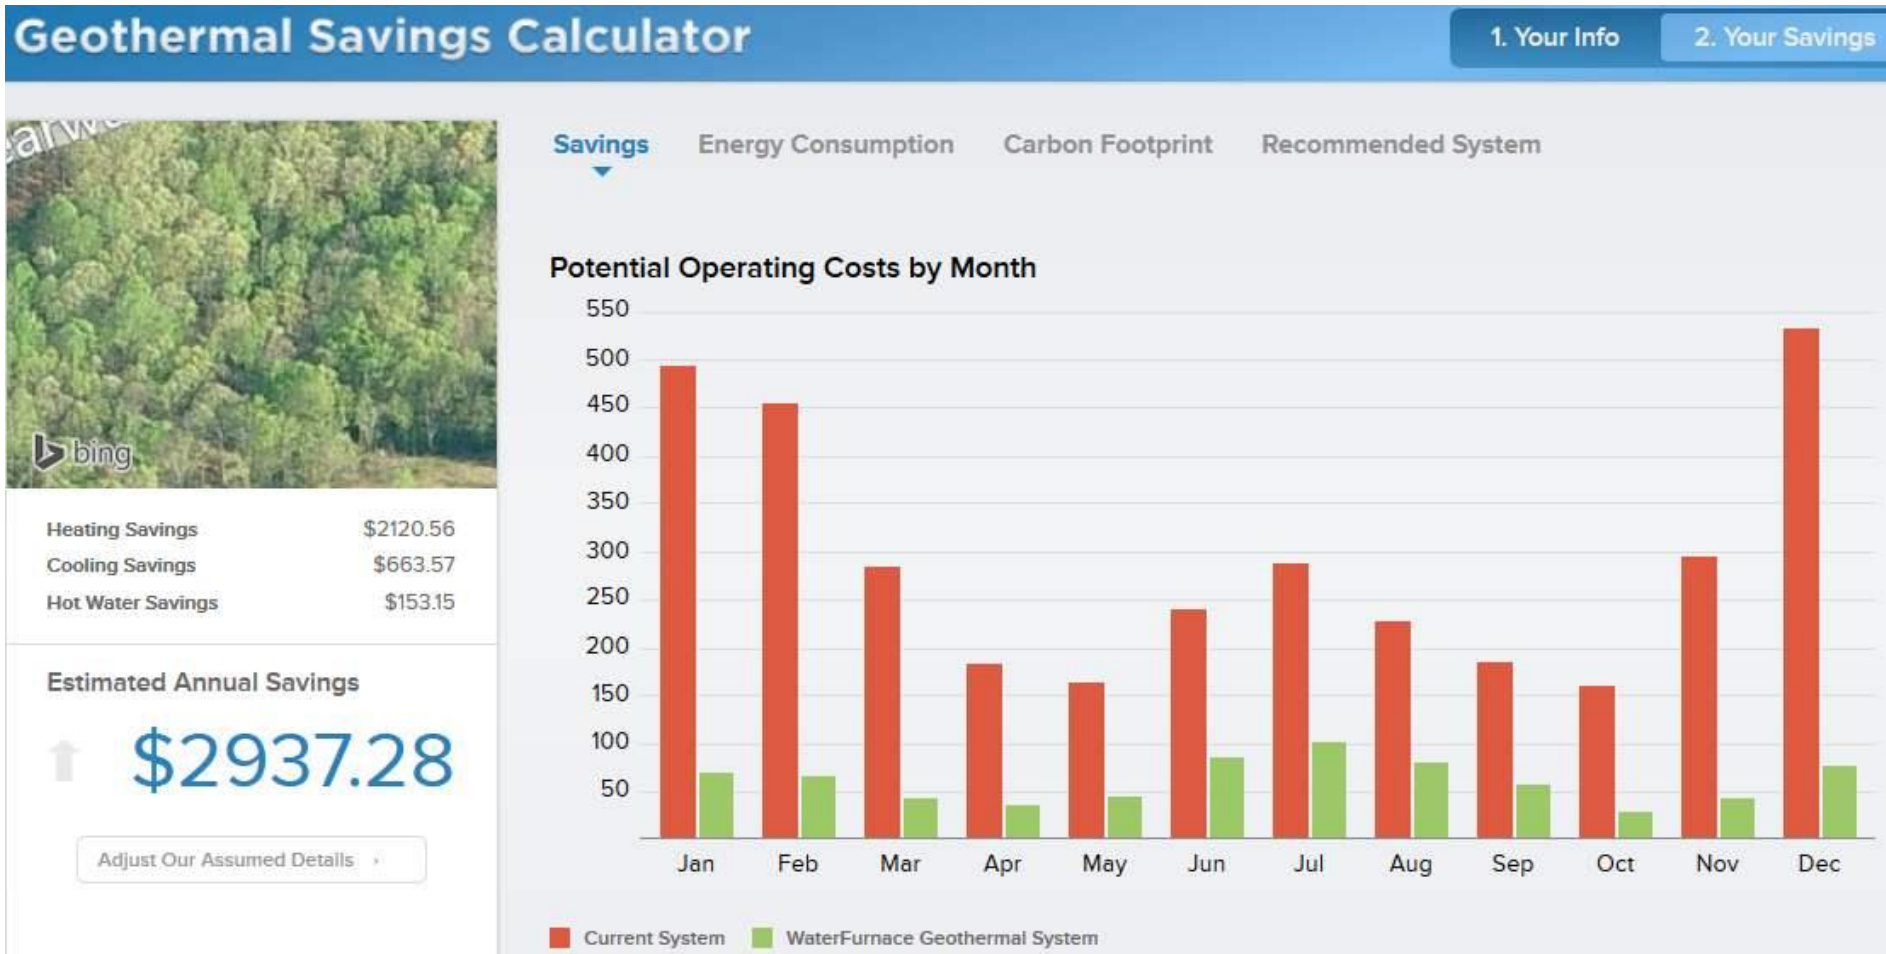 Geothermal Savings Calculator
1. Your Info
2. Your Savings
bing
Heating Savings $2120.56
Cooling Savings $663.57
Hot Water Savings $153.15
Estimated Annual Savings
$2937.28
Adjust Our Assumed Details ›
Savings Energy Consumption Carbon Footprint Recommended System
Potential Operating Costs by Month
550
500
450
400
350
300
250
200
150
100
50
Jan Feb Mar Apr May Jun Jul Aug Sep Oct Nov Dec
Current System WaterFurnace Geothermal System